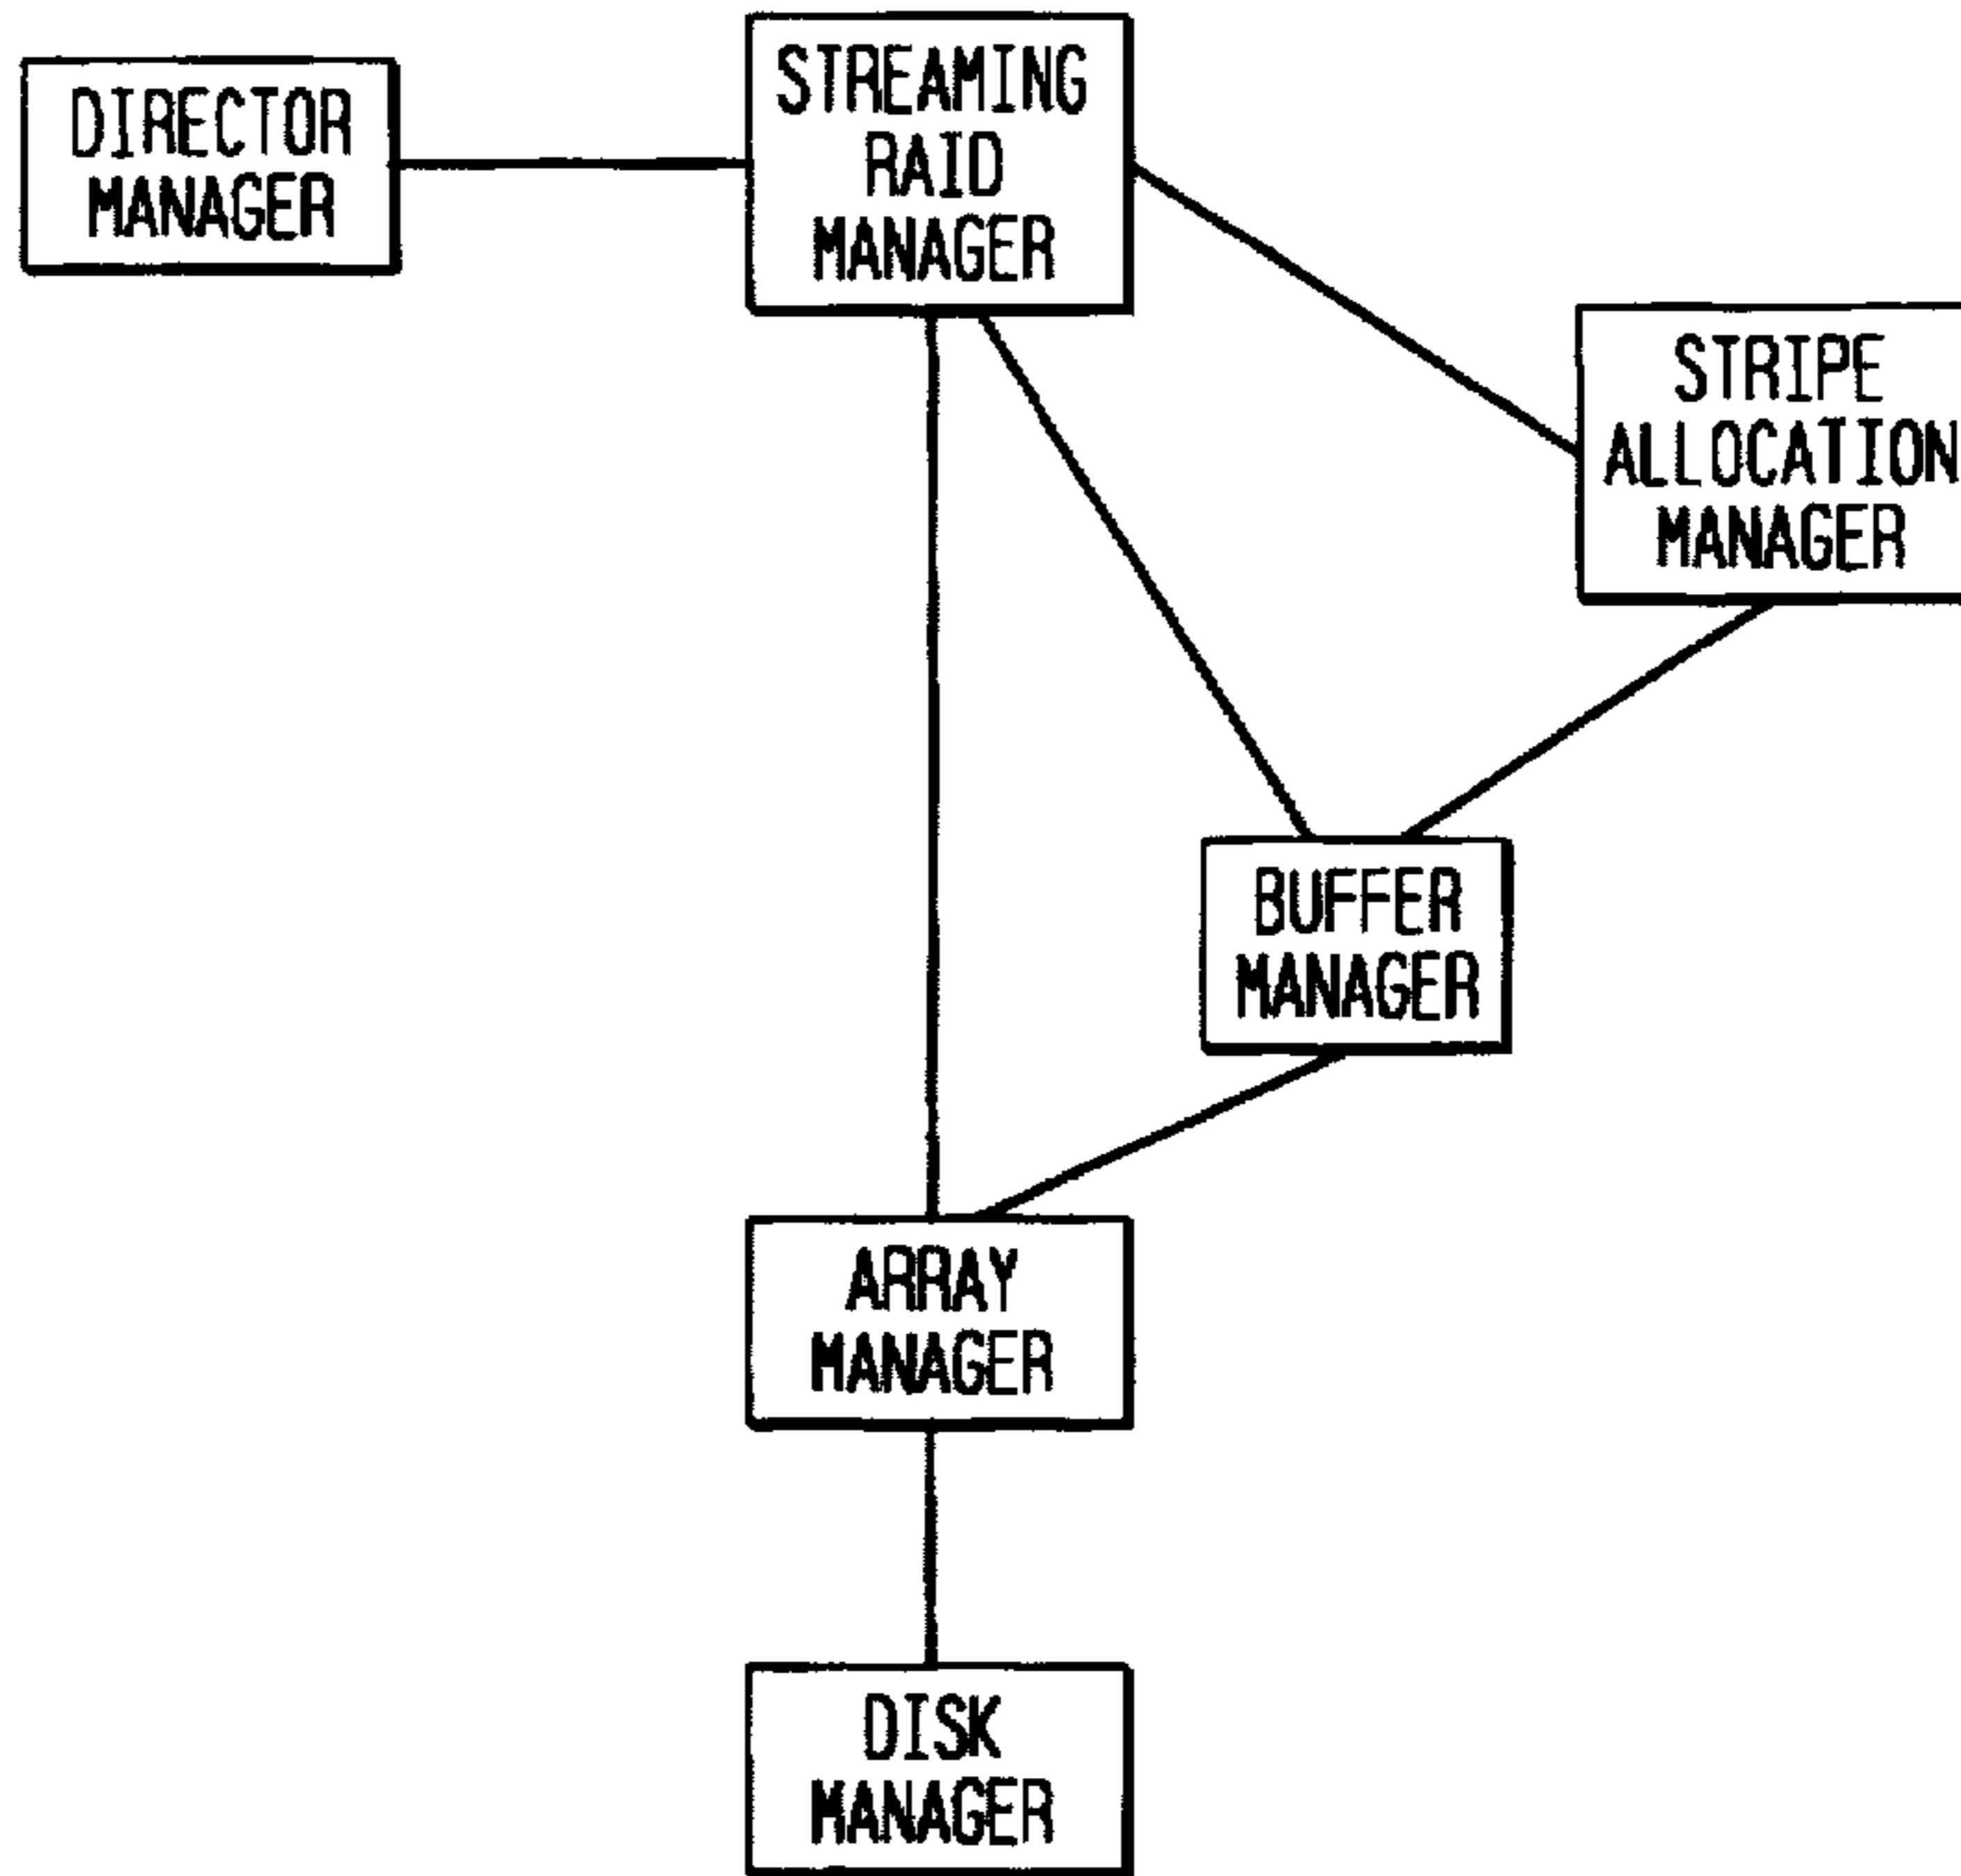 DIRECTOR
MANAGER
STREAMING
RAID
MANAGER
STRIPE
ALLOCATION
MANAGER
BUFFER
MANAGER
ARRAY
MANAGER
DISK
MANAGER